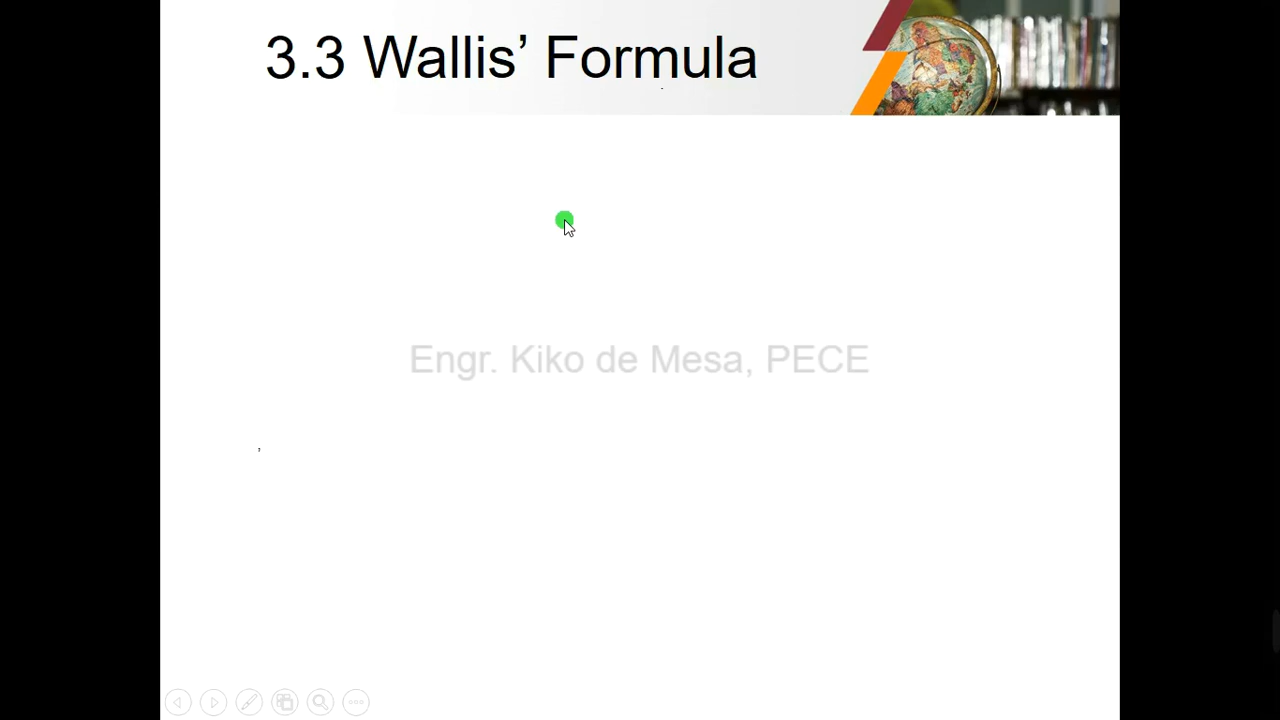 3.3 Wallis’ Formula
Engr. Kiko de Mesa, PECE
,